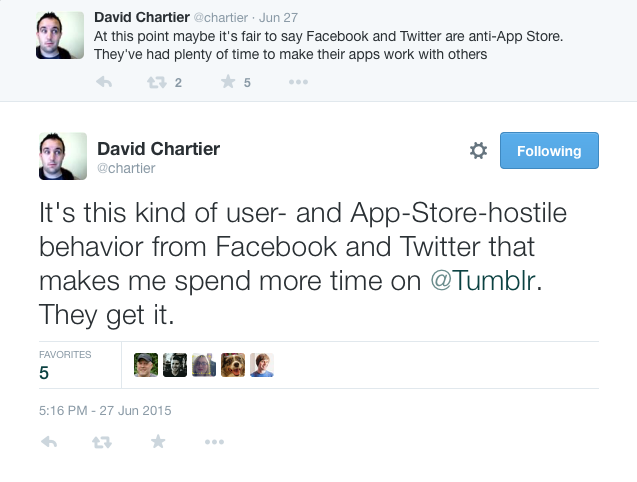 David Chartier @chartier · Jun 27
At this point maybe it's fair to say Facebook and Twitter are anti-App Store.
They've had plenty of time to make their apps work with others
2 5
David Chartier
@chartier
Following
It's this kind of user- and App-Store-hostile
behavior from Facebook and Twitter that
makes me spend more time on @Tumblr.
They get it.
FAVORITES
5
5:16 PM - 27 Jun 2015